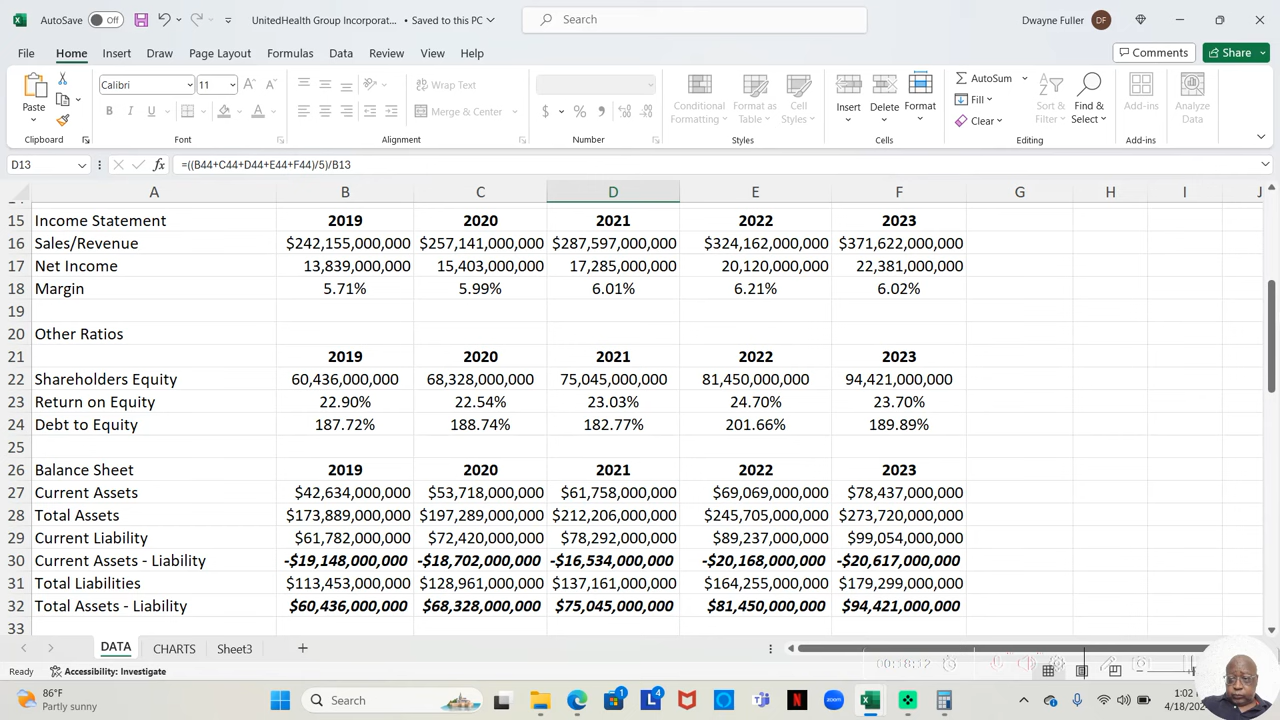 AutoSave Off UnitedHealth Group Incorporat... • Saved to this PC Search Dwayne Fuller DF
File Home Insert Draw Page Layout Formulas Data Review View Help Comments Share
Calibri 11 Wrap Text AutoSum
Paste B I U Merge & Center $ % Conditional Formatting Format as Table Cell Styles Insert Delete Format Fill Clear Sort & Filter Find & Select Add-ins Analyze Data
Clipboard Font Alignment Number Styles Cells Editing Add-ins
D13 fx =((B44+C44+D44+E44+F44)/5)/B13
A B C D E F G H I J
15 Income Statement 2019 2020 2021 2022 2023
16 Sales/Revenue $242,155,000,000 $257,141,000,000 $287,597,000,000 $324,162,000,000 $371,622,000,000
17 Net Income 13,839,000,000 15,403,000,000 17,285,000,000 20,120,000,000 22,381,000,000
18 Margin 5.71% 5.99% 6.01% 6.21% 6.02%
19
20 Other Ratios
21 2019 2020 2021 2022 2023
22 Shareholders Equity 60,436,000,000 68,328,000,000 75,045,000,000 81,450,000,000 94,421,000,000
23 Return on Equity 22.90% 22.54% 23.03% 24.70% 23.70%
24 Debt to Equity 187.72% 188.74% 182.77% 201.66% 189.89%
25
26 Balance Sheet 2019 2020 2021 2022 2023
27 Current Assets $42,634,000,000 $53,718,000,000 $61,758,000,000 $69,069,000,000 $78,437,000,000
28 Total Assets $173,889,000,000 $197,289,000,000 $212,206,000,000 $245,705,000,000 $273,720,000,000
29 Current Liability $61,782,000,000 $72,420,000,000 $78,292,000,000 $89,237,000,000 $99,054,000,000
30 Current Assets - Liability -$19,148,000,000 -$18,702,000,000 -$16,534,000,000 -$20,168,000,000 -$20,617,000,000
31 Total Liabilities $113,453,000,000 $128,961,000,000 $137,161,000,000 $164,255,000,000 $179,299,000,000
32 Total Assets - Liability $60,436,000,000 $68,328,000,000 $75,045,000,000 $81,450,000,000 $94,421,000,000
33
DATA CHARTS Sheet3
Ready Accessibility: Investigate 00:18:12
86°F Search 1 4 zoom 1:02
Partly sunny 4/18